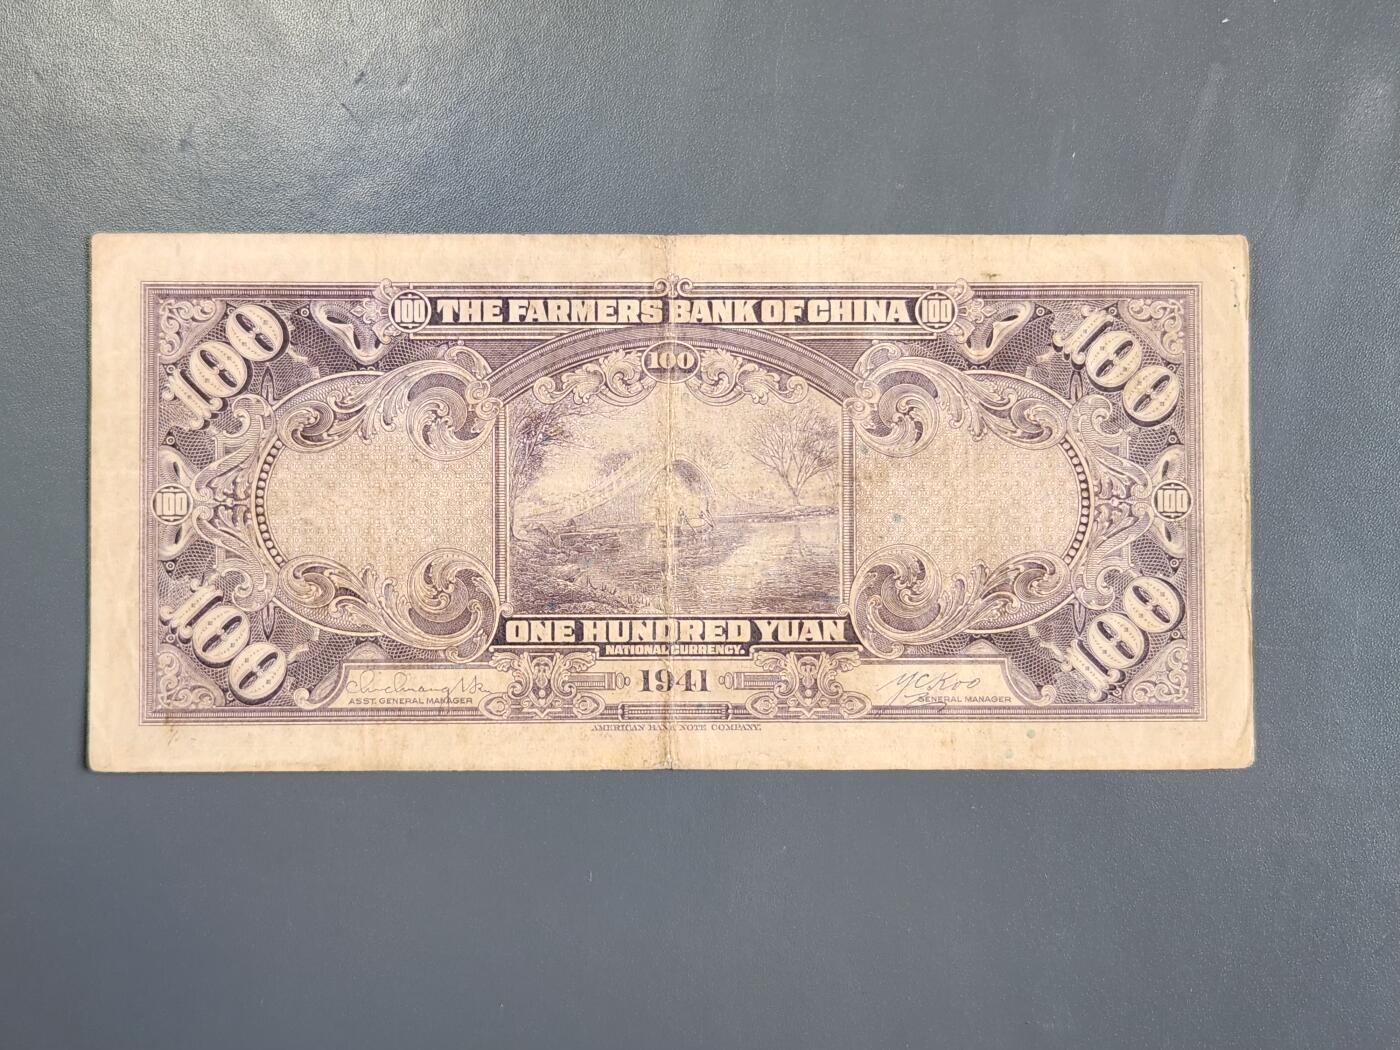 100 THE FARMERS BANK OF CHINA 100
100 100
100
100 100
100 100
ONE HUNDRED YUAN
NATIONAL CURRENCY.
1941
ASST. GENERAL MANAGER
Y.C. Koo
GENERAL MANAGER
AMERICAN BANK NOTE COMPANY.